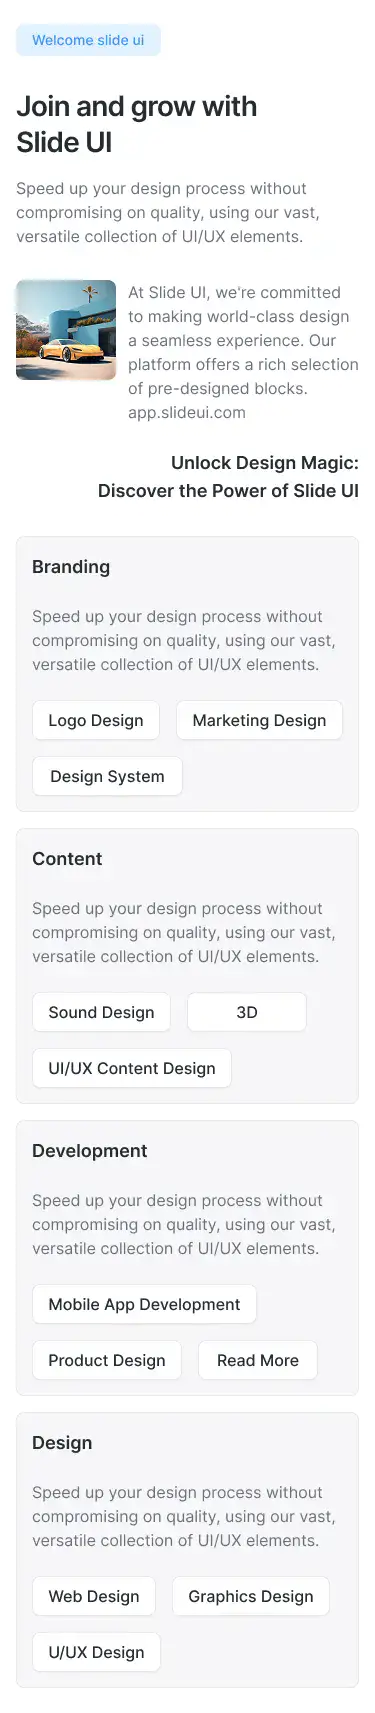 Welcome slide ui
Join and grow with
Slide UI
Speed up your design process without
compromising on quality, using our vast,
versatile collection of UI/UX elements.
At Slide UI, we're committed
to making world-class design
a seamless experience. Our
platform offers a rich selection
of pre-designed blocks.
app.slideui.com
Unlock Design Magic:
Discover the Power of Slide UI
Branding
Speed up your design process without
compromising on quality, using our vast,
versatile collection of UI/UX elements.
Logo Design
Marketing Design
Design System
Content
Speed up your design process without
compromising on quality, using our vast,
versatile collection of UI/UX elements.
Sound Design
3D
UI/UX Content Design
Development
Speed up your design process without
compromising on quality, using our vast,
versatile collection of UI/UX elements.
Mobile App Development
Product Design
Read More
Design
Speed up your design process without
compromising on quality, using our vast,
versatile collection of UI/UX elements.
Web Design
Graphics Design
U/UX Design